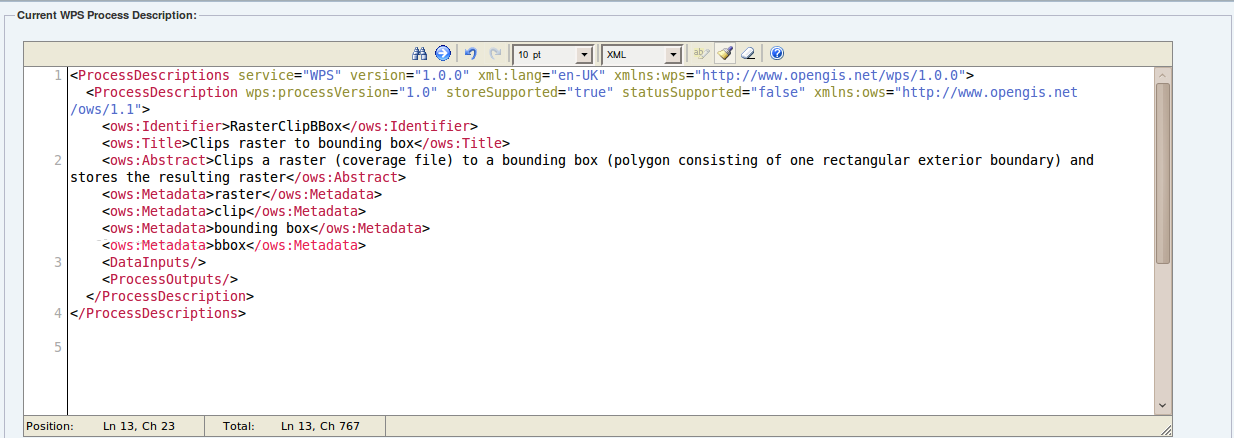 Current WPS Process Description:
10 pt XML ab
1 <ProcessDescriptions service="WPS" version="1.0.0" xml:lang="en-UK" xmlns:wps="http://www.opengis.net/wps/1.0.0">
<ProcessDescription wps:processVersion="1.0" storeSupported="true" statusSupported="false" xmlns:ows="http://www.opengis.net
/ows/1.1">
<ows:Identifier>RasterClipBBox</ows:Identifier>
<ows:Title>Clips raster to bounding box</ows:Title>
2 <ows:Abstract>Clips a raster (coverage file) to a bounding box (polygon consisting of one rectangular exterior boundary) and
stores the resulting raster</ows:Abstract>
<ows:Metadata>raster</ows:Metadata>
<ows:Metadata>clip</ows:Metadata>
<ows:Metadata>bounding box</ows:Metadata>
<ows:Metadata>bbox</ows:Metadata>
3 <DataInputs/>
<ProcessOutputs/>
</ProcessDescription>
4 </ProcessDescriptions>
5
Position: Ln 13, Ch 23 Total: Ln 13, Ch 767